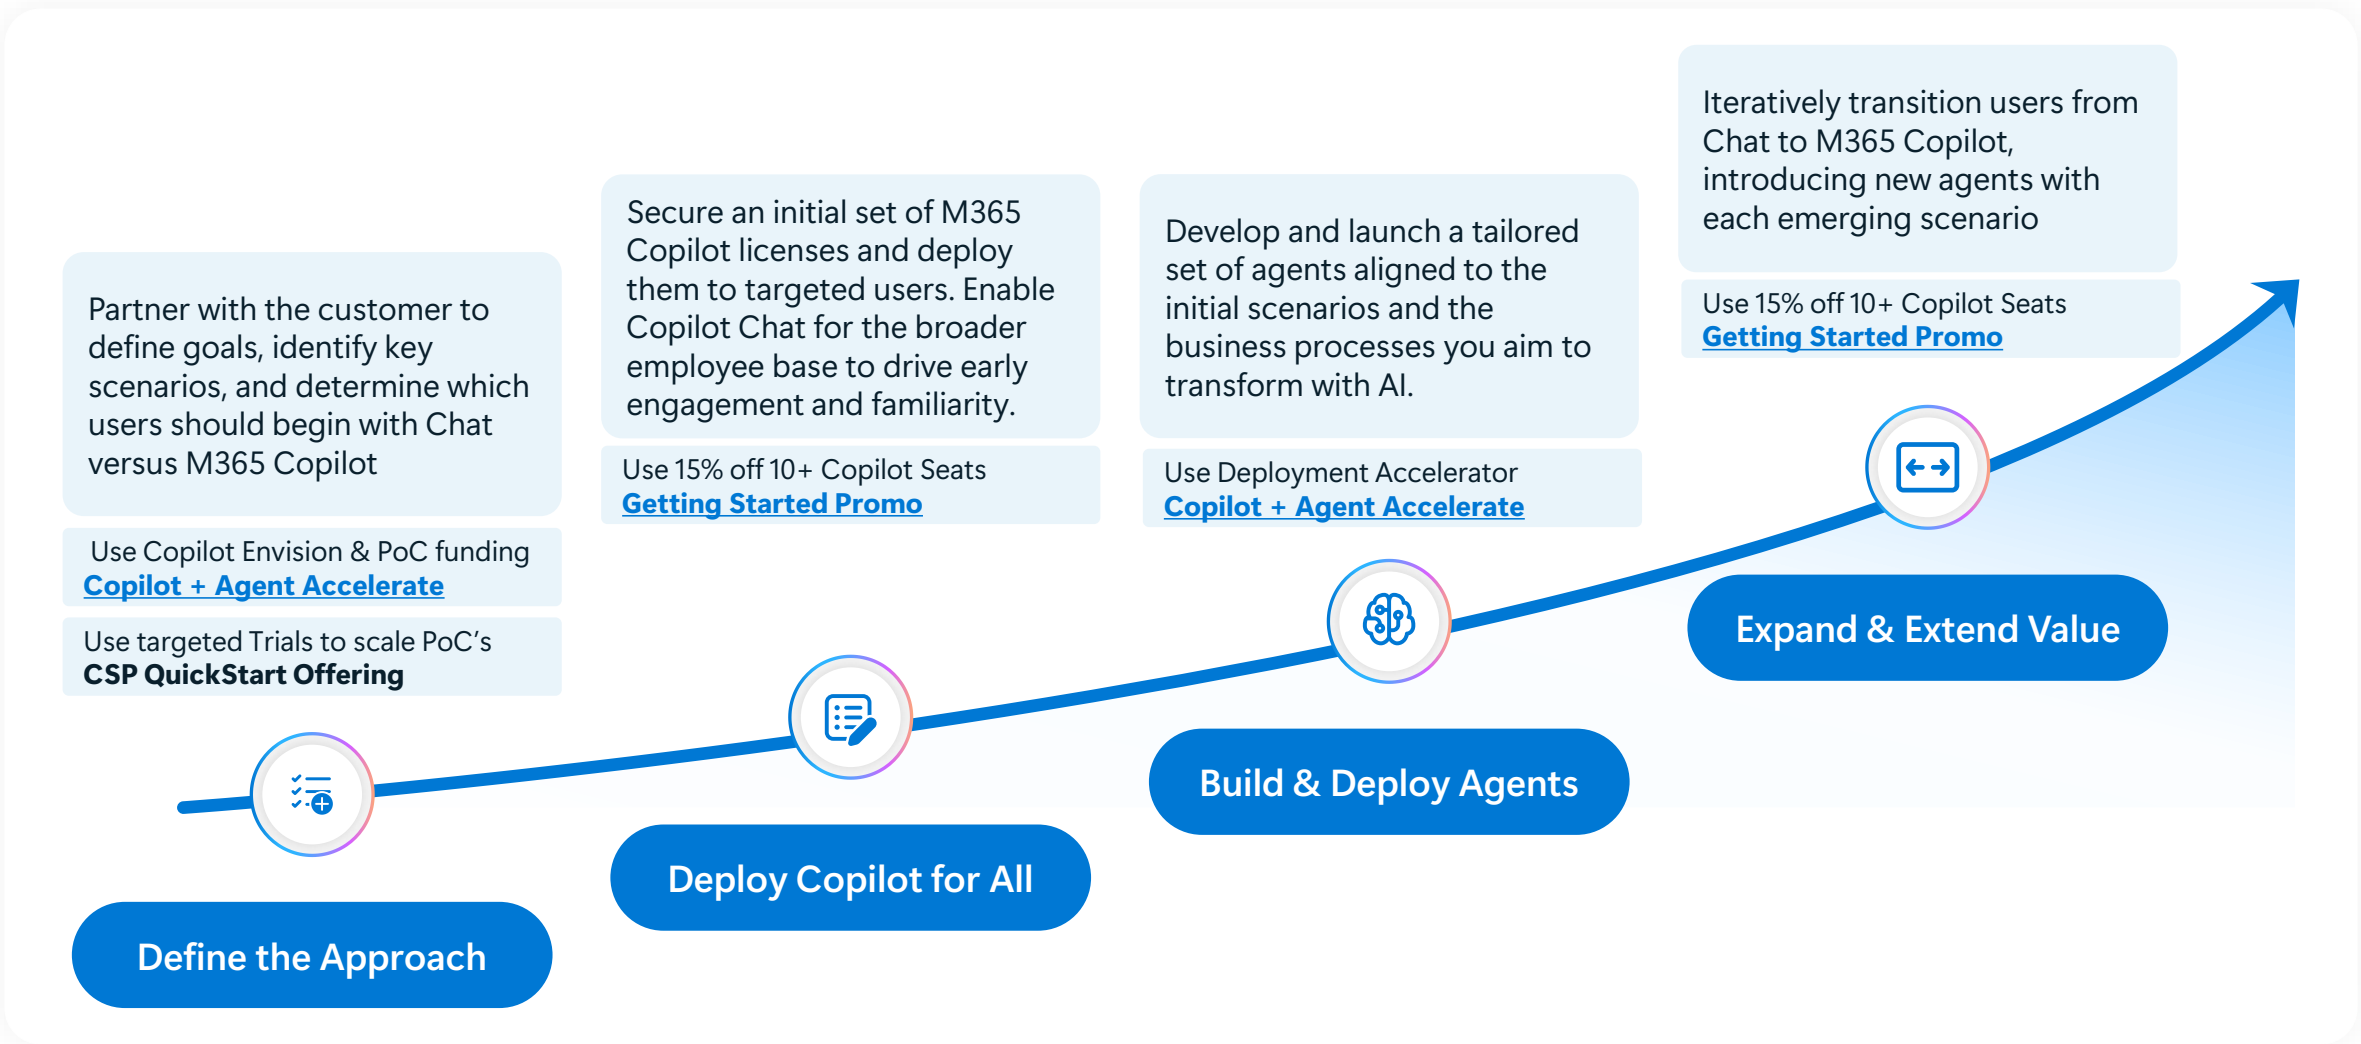 Partner with the customer to
define goals, identify key
scenarios, and determine which
users should begin with Chat
versus M365 Copilot
Use Copilot Envision & PoC funding
Copilot + Agent Accelerate
Use targeted Trials to scale PoC's
CSP QuickStart Offering
Define the Approach
Secure an initial set of M365
Copilot licenses and deploy
them to targeted users. Enable
Copilot Chat for the broader
employee base to drive early
engagement and familiarity.
Use 15% off 10+ Copilot Seats
Getting Started Promo
Deploy Copilot for All
Develop and launch a tailored
set of agents aligned to the
initial scenarios and the
business processes you aim to
transform with AI.
Use Deployment Accelerator
Copilot + Agent Accelerate
Build & Deploy Agents
Iteratively transition users from
Chat to M365 Copilot,
introducing new agents with
each emerging scenario
Use 15% off 10+ Copilot Seats
Getting Started Promo
Expand & Extend Value